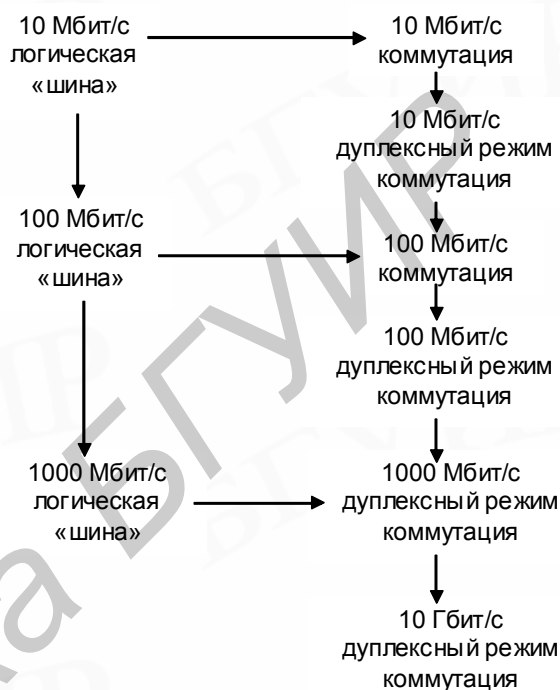 10 Мбит/с
логическая
«шина»
10 Мбит/с
коммутация
10 Мбит/с
дуплексный режим
коммутация
100 Мбит/с
логическая
«шина»
100 Мбит/с
коммутация
100 Мбит/с
дуплексный режим
коммутация
1000 Мбит/с
логическая
«шина»
1000 Мбит/с
дуплексный режим
коммутация
10 Гбит/с
дуплексный режим
коммутация
БГУИР